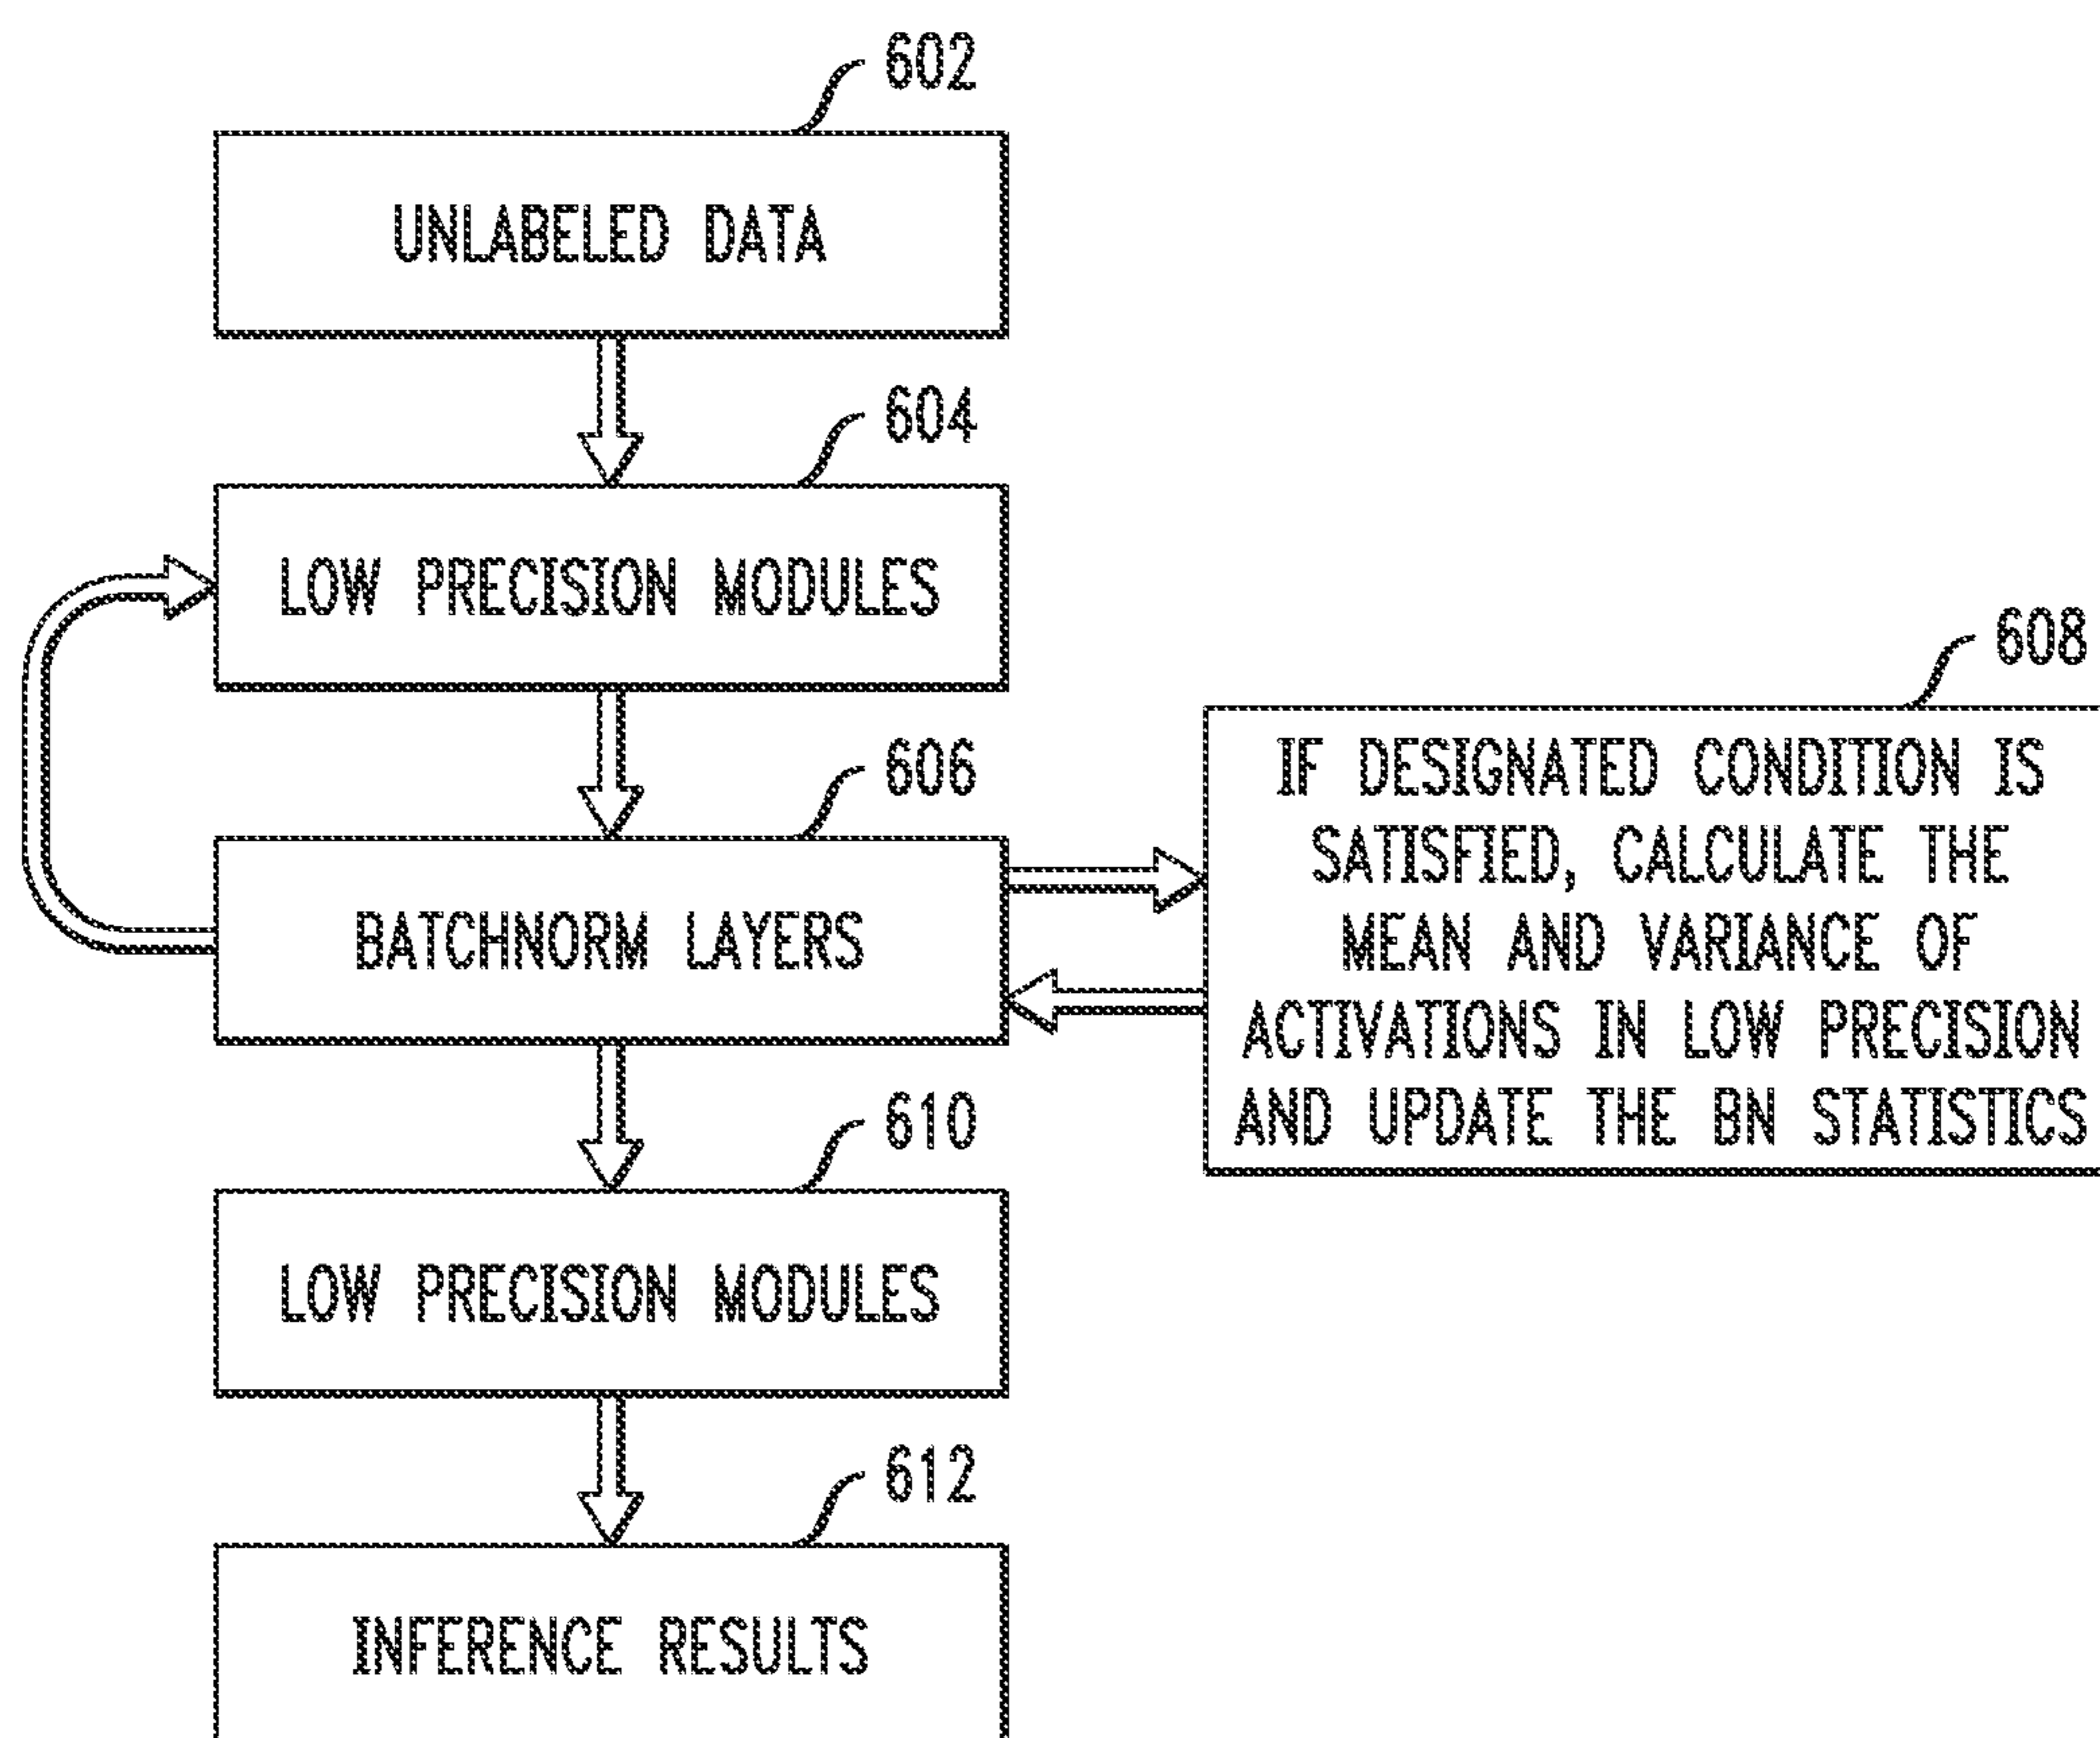 602
UNLABELED DATA
604
LOW PRECISION MODULES
606
BATCHNORM LAYERS
608
IF DESIGNATED CONDITION IS
SATISFIED, CALCULATE THE
MEAN AND VARIANCE OF
ACTIVATIONS IN LOW PRECISION
AND UPDATE THE BN STATISTICS
610
LOW PRECISION MODULES
612
INFERENCE RESULTS